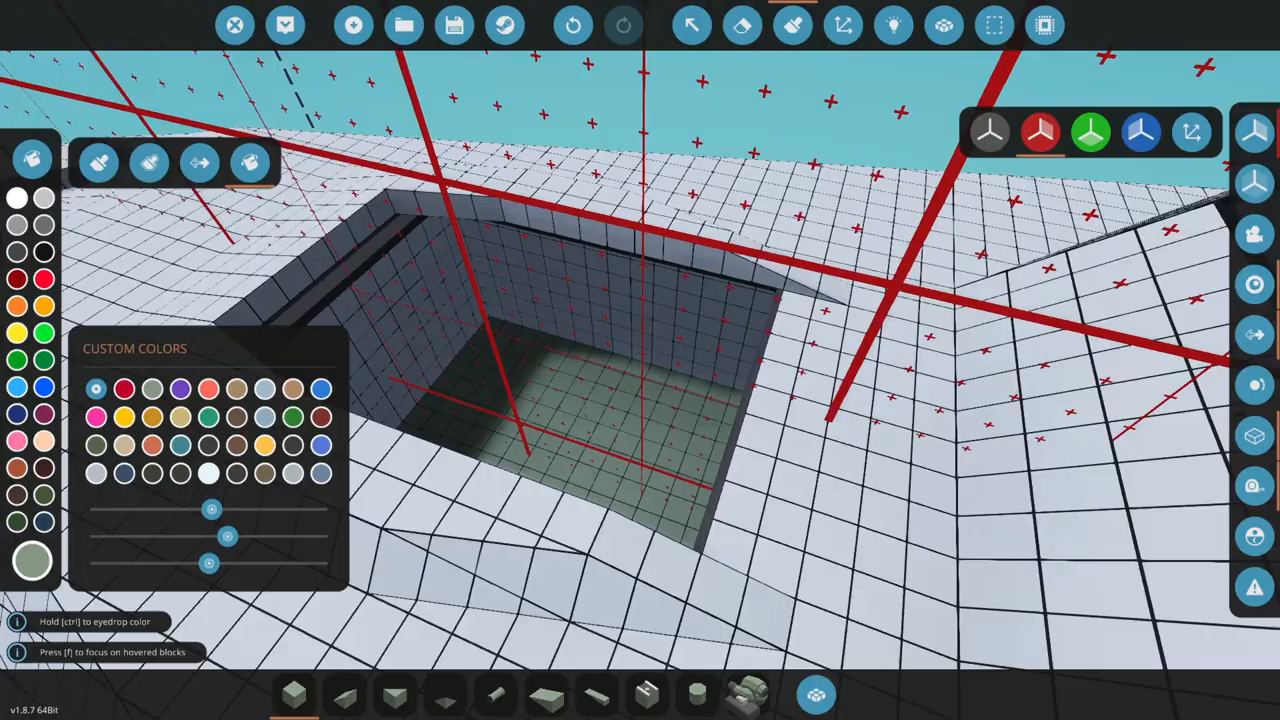 CUSTOM COLORS
Hold [ctrl] to eyedrop color
Press [f] to focus on hovered blocks
v1.8.7 64Bit